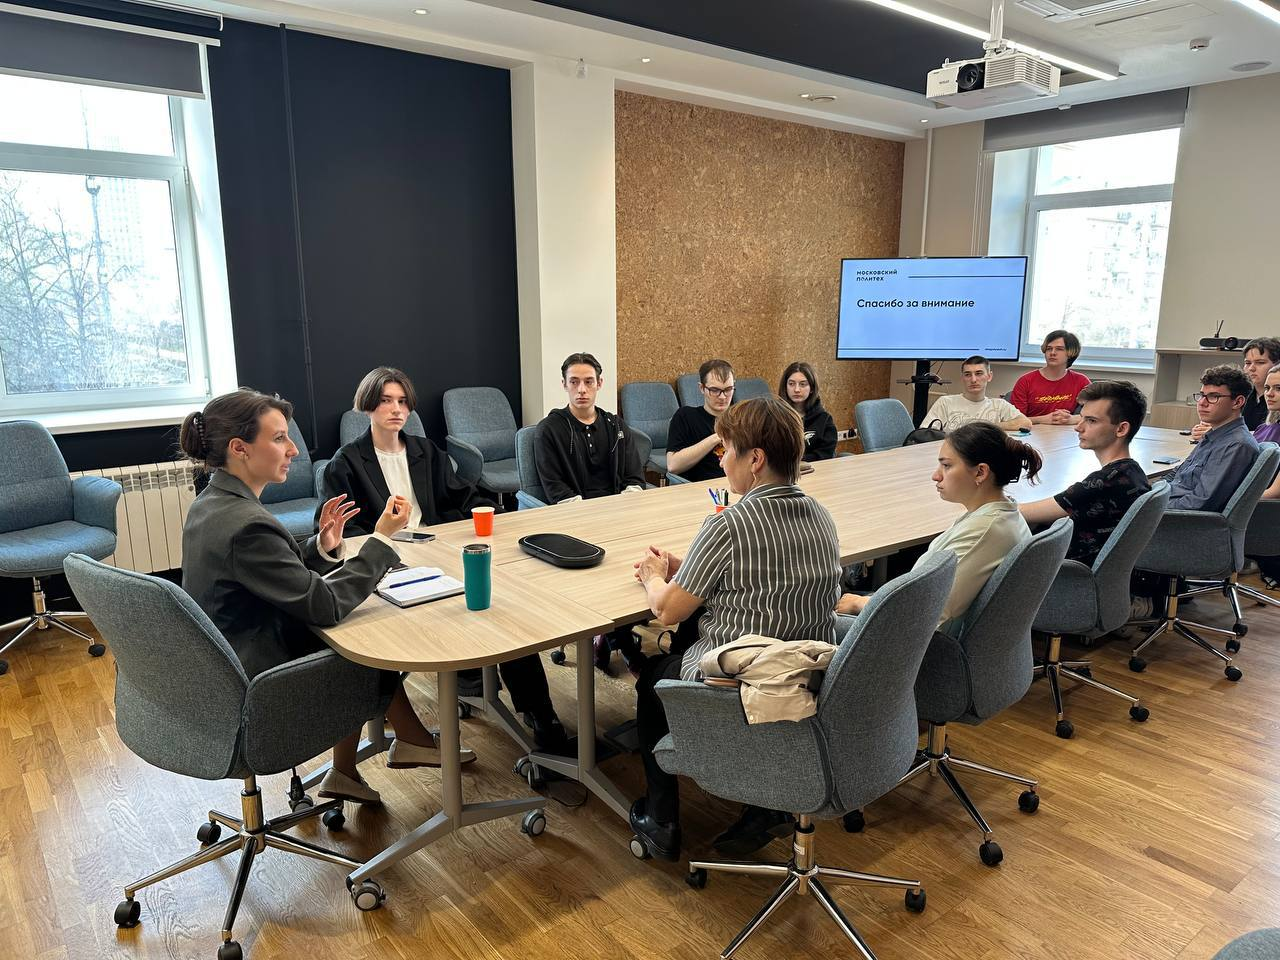 московский
политех
Спасибо за внимание